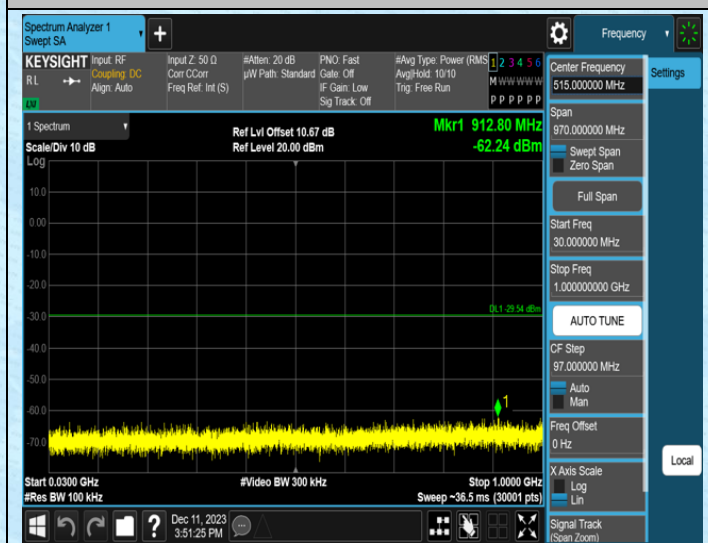 Spectrum Analyzer 1
Swept SA
Frequency
KEYSIGHT
R L
LXI
Input: RF
Coupling: DC
Align: Auto
Input Z: 50 Ω
Corr CCorr
Freq Ref: Int (S)
#Atten: 20 dB
µW Path: Standard
PNO: Fast
Gate: Off
IF Gain: Low
Sig Track: Off
#Avg Type: Power (RMS
Avg|Hold: 10/10
Trig: Free Run
1 2 3 4 5 6
M W W W W W
P P P P P P
1 Spectrum
Scale/Div 10 dB
Ref Lvl Offset 10.67 dB
Ref Level 20.00 dBm
Mkr1 912.80 MHz
-62.24 dBm
Log
10.0
0.00
-10.0
-20.0
-30.0
DL1 -29.54 dBm
-40.0
-50.0
-60.0
1
-70.0
Start 0.0300 GHz
#Res BW 100 kHz
#Video BW 300 kHz
Stop 1.0000 GHz
Sweep ~36.5 ms (30001 pts)
?
Dec 11, 2023
3:51:25 PM
Center Frequency
515.000000 MHz
Span
970.000000 MHz
Swept Span
Zero Span
Full Span
Start Freq
30.000000 MHz
Stop Freq
1.000000000 GHz
AUTO TUNE
CF Step
97.000000 MHz
Auto
Man
Freq Offset
0 Hz
X Axis Scale
Log
Lin
Signal Track
(Span Zoom)
Settings
Local